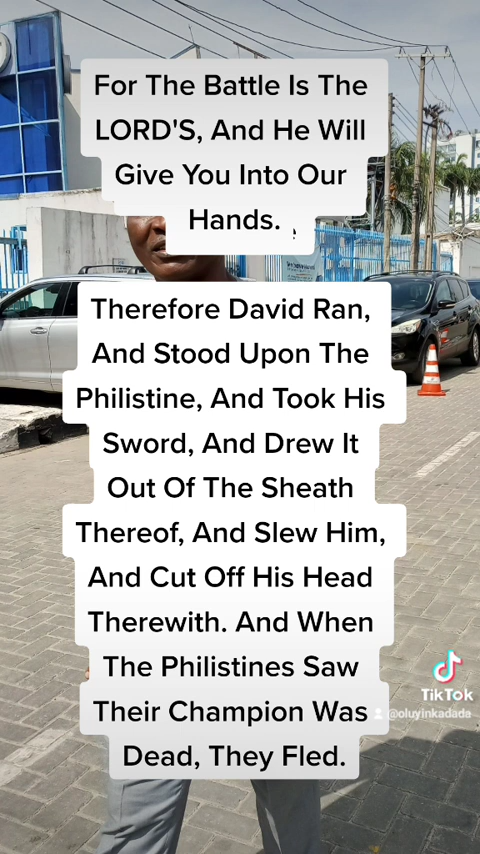 For The Battle Is The
LORD'S, And He Will
Give You Into Our
Hands.
Therefore David Ran,
And Stood Upon The
Philistine, And Took His
Sword, And Drew It
Out Of The Sheath
Thereof, And Slew Him,
And Cut Off His Head
Therewith. And When
The Philistines Saw
Their Champion Was
Dead, They Fled.
TikTok
@oluyinkadada